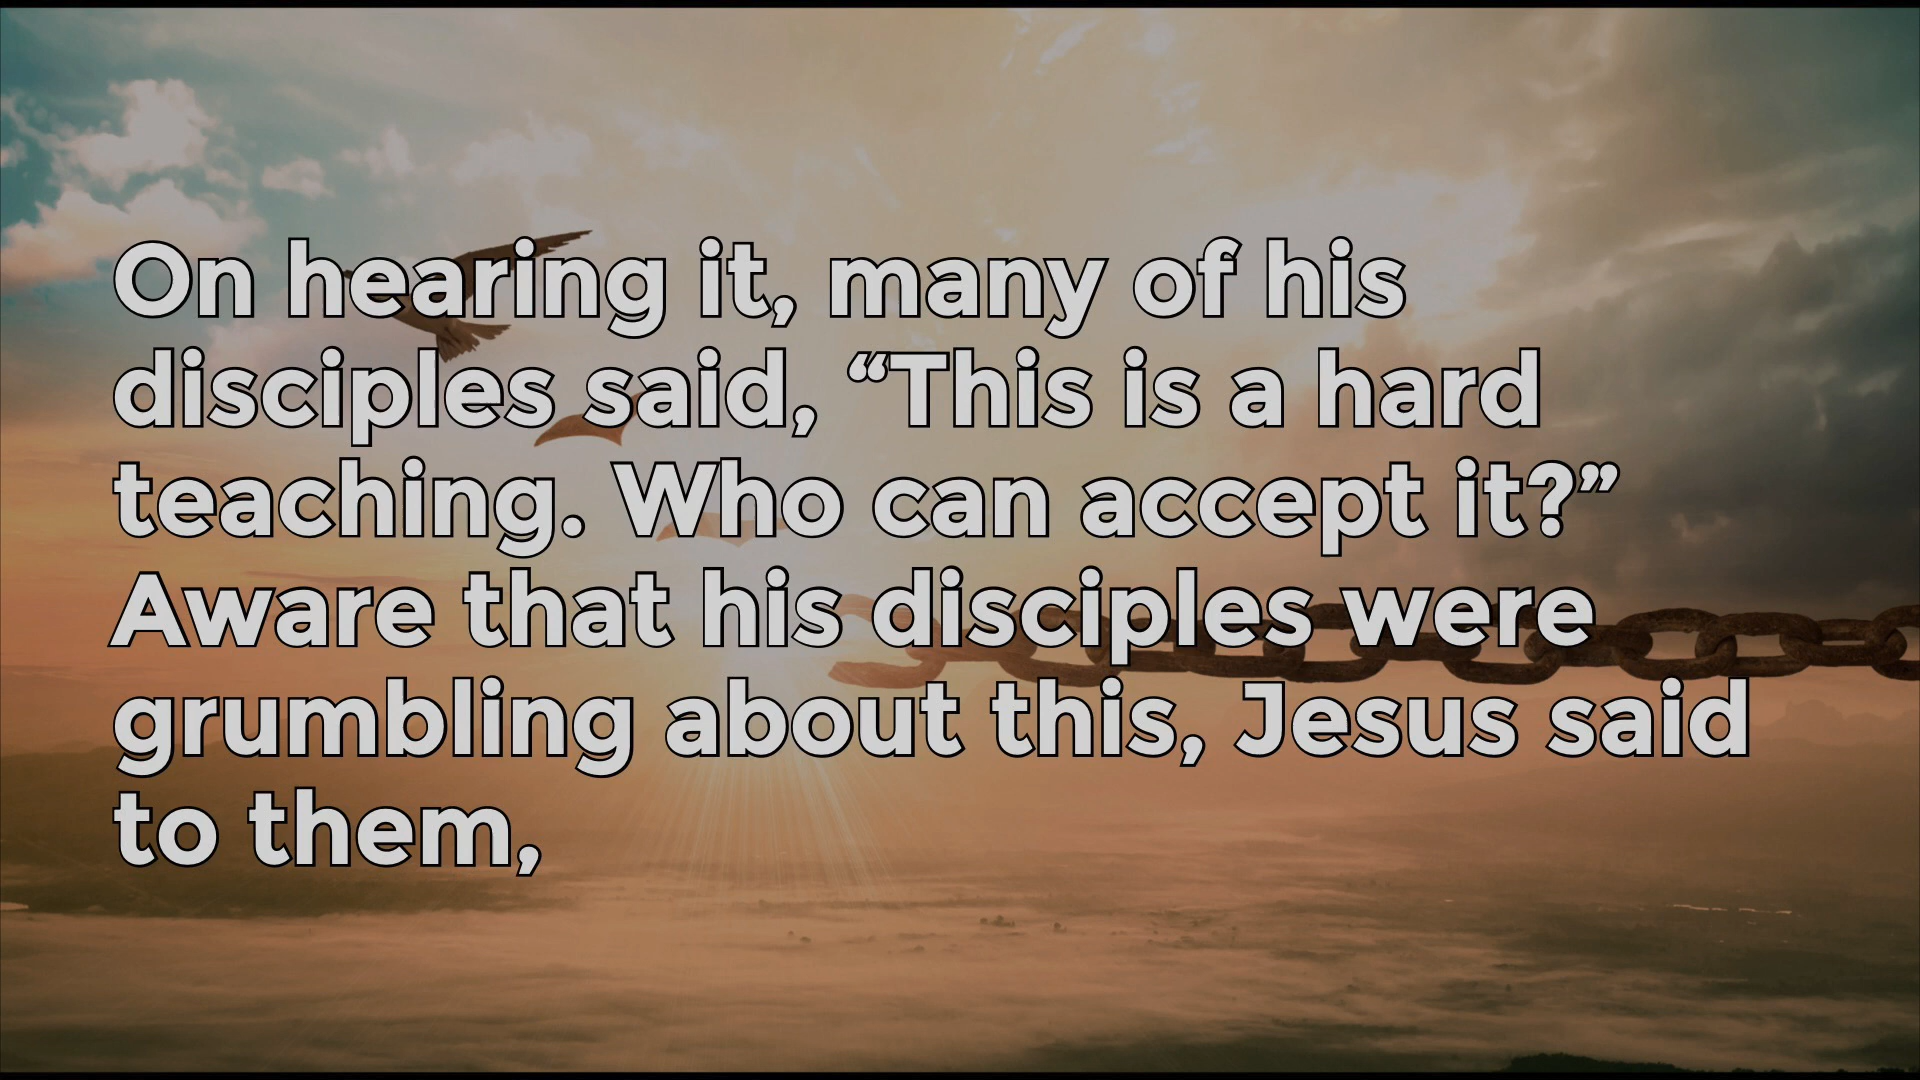 On hearing it, many of his
disciples said, “This is a hard
teaching. Who can accept it?”
Aware that his disciples were
grumbling about this, Jesus said
to them,